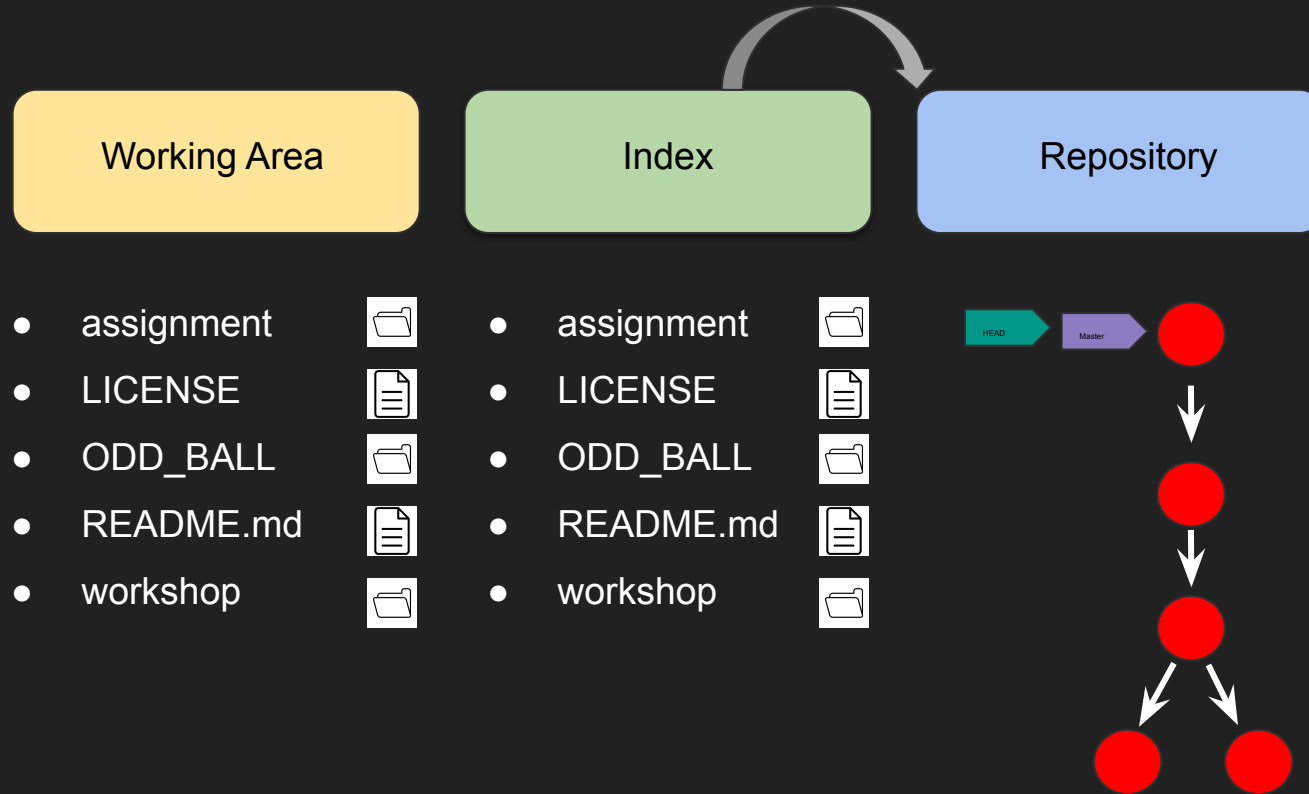 Working Area
Index
Repository
assignment
LICENSE
ODD_BALL
README.md
workshop
assignment
LICENSE
ODD_BALL
README.md
workshop
HEAD
Master